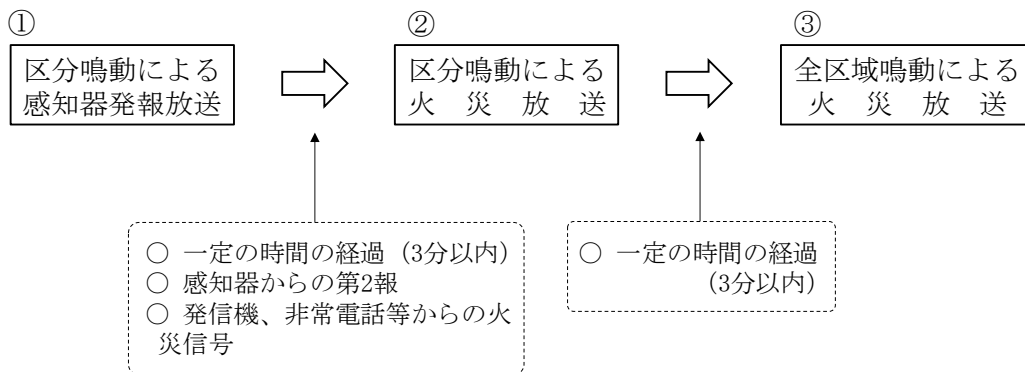 ①
区分鳴動による
感知器発報放送
②
区分鳴動による
火災放送
③
全区域鳴動による
火災放送
○ 一定の時間の経過（3分以内）
○ 感知器からの第2報
○ 発信機、非常電話等からの火
災信号
○ 一定の時間の経過
（3分以内）